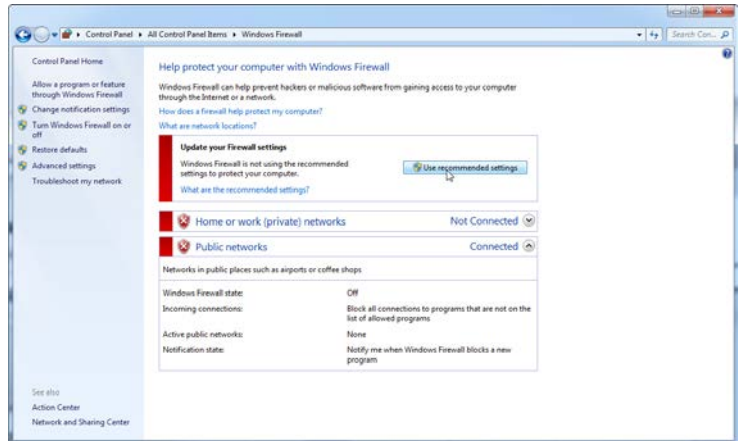 Control Panel ▸ All Control Panel Items ▸ Windows Firewall
Search Con...
Control Panel Home
Allow a program or feature
through Windows Firewall
Change notification settings
Turn Windows Firewall on or
off
Restore defaults
Advanced settings
Troubleshoot my network
See also
Action Center
Network and Sharing Center
Help protect your computer with Windows Firewall
Windows Firewall can help prevent hackers or malicious software from gaining access to your computer
through the Internet or a network.
How does a firewall help protect my computer?
What are network locations?
Update your Firewall settings
Windows Firewall is not using the recommended
settings to protect your computer.
What are the recommended settings?
Use recommended settings
Home or work (private) networks Not Connected
Public networks Connected
Networks in public places such as airports or coffee shops
Windows Firewall state: Off
Incoming connections: Block all connections to programs that are not on the
list of allowed programs
Active public networks: None
Notification state: Notify me when Windows Firewall blocks a new
program